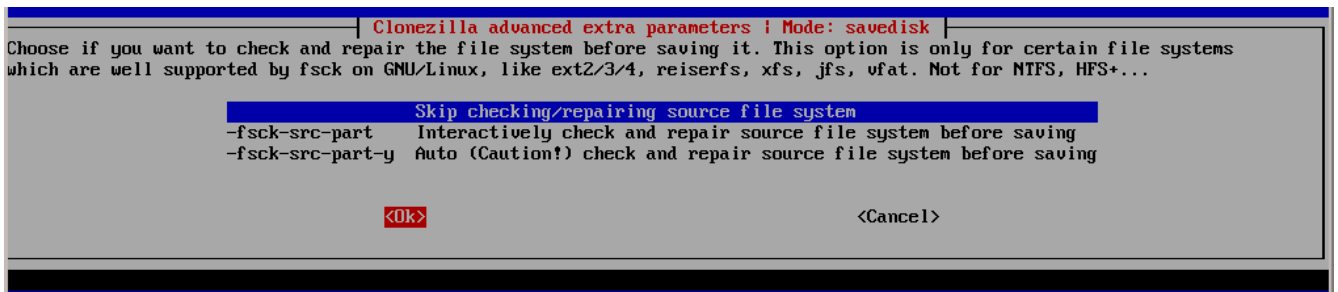 Clonezilla advanced extra parameters | Mode: savedisk
Choose if you want to check and repair the file system before saving it. This option is only for certain file systems
which are well supported by fsck on GNU/Linux, like ext2/3/4, reiserfs, xfs, jfs, vfat. Not for NTFS, HFS+...
Skip checking/repairing source file system
-fsck-src-part Interactively check and repair source file system before saving
-fsck-src-part-y Auto (Caution!) check and repair source file system before saving
<Ok> <Cancel>